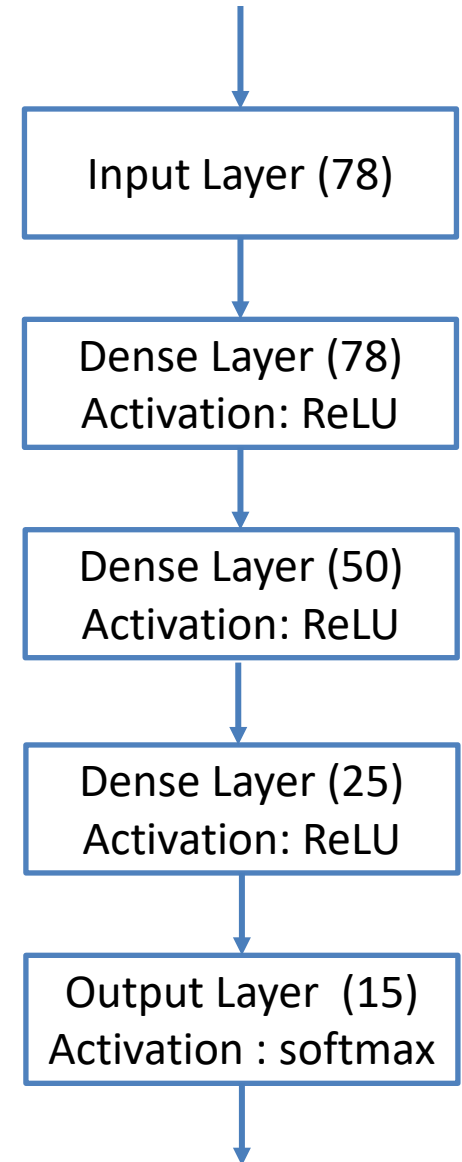 Input Layer (78)
Dense Layer (78)
Activation: ReLU
Dense Layer (50)
Activation: ReLU
Dense Layer (25)
Activation: ReLU
Output Layer  (15)
Activation : softmax